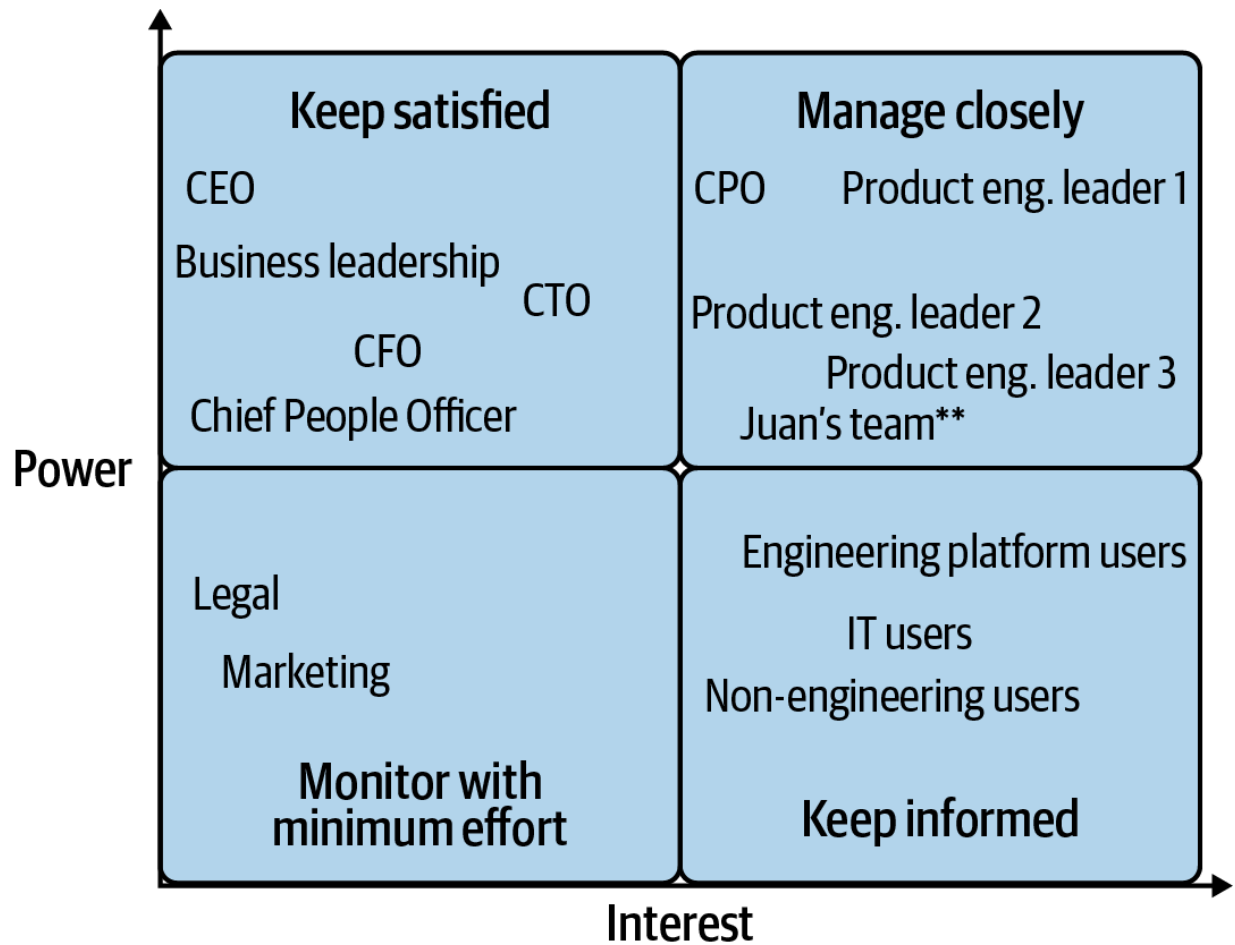 Keep satisfied
CEO
Business leadership
CTO
CFO
Chief People Officer
Manage closely
CPO
Product eng. leader 1
Product eng. leader 2
Product eng. leader 3
Juan’s team**
Power
Legal
Marketing
Monitor with
minimum effort
Engineering platform users
IT users
Non-engineering users
Keep informed
Interest